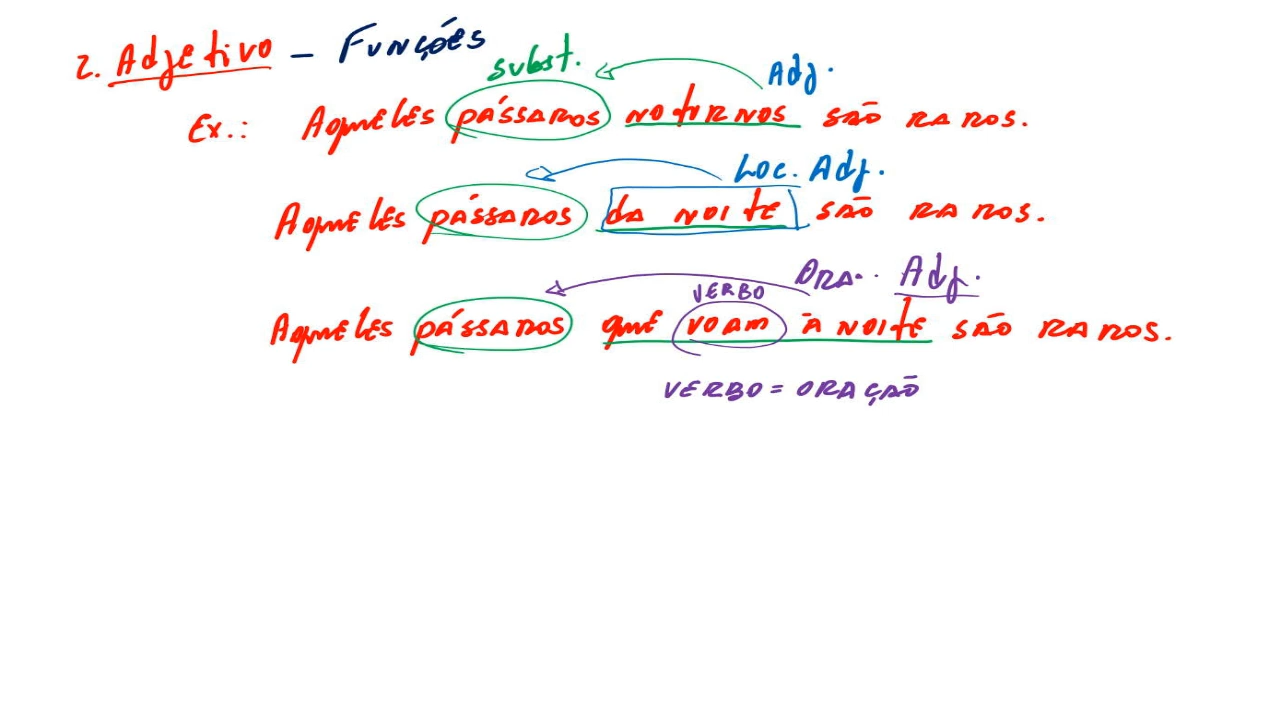 2. Adjetivo – Funções
subst. Adj.
Ex.: Aqueles pássaros noturnos são raros.
Loc. Adj.
Aqueles pássaros da noite são raros.
Ora. Adj.
verbo
Aqueles pássaros que voam à noite são raros.
verbo = oração